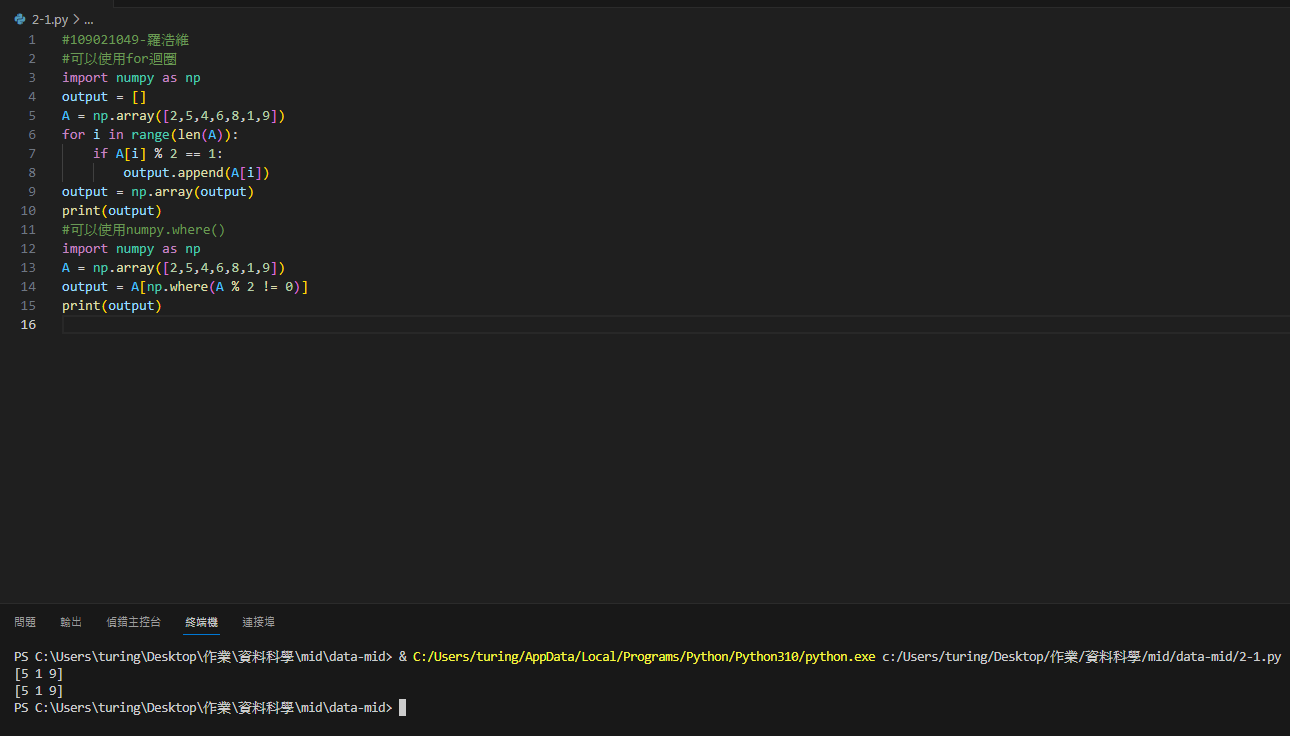 2-1.py > ...
1 #109021049-羅浩維
2 #可以使用for迴圈
3 import numpy as np
4 output = []
5 A = np.array([2,5,4,6,8,1,9])
6 for i in range(len(A)):
7     if A[i] % 2 == 1:
8         output.append(A[i])
9 output = np.array(output)
10 print(output)
11 #可以使用numpy.where()
12 import numpy as np
13 A = np.array([2,5,4,6,8,1,9])
14 output = A[np.where(A % 2 != 0)]
15 print(output)
16
問題 輸出 偵錯主控台 終端機 連接埠
PS C:\Users\turing\Desktop\作業\資料科學\mid\data-mid> & C:/Users/turing/AppData/Local/Programs/Python/Python310/python.exe c:/Users/turing/Desktop/作業/資料科學/mid/data-mid/2-1.py
[5 1 9]
[5 1 9]
PS C:\Users\turing\Desktop\作業\資料科學\mid\data-mid>